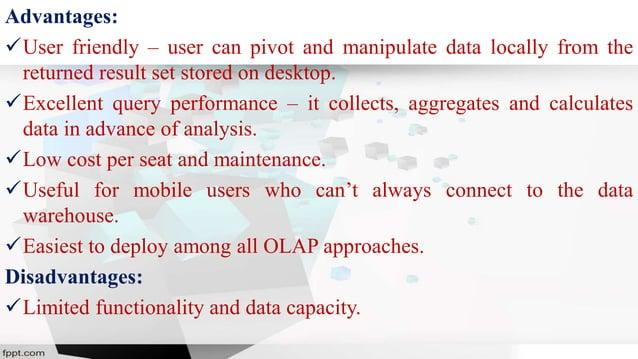 Advantages:
✓User friendly – user can pivot and manipulate data locally from the
returned result set stored on desktop.
✓Excellent query performance – it collects, aggregates and calculates
data in advance of analysis.
✓Low cost per seat and maintenance.
✓Useful for mobile users who can’t always connect to the data
warehouse.
✓Easiest to deploy among all OLAP approaches.
Disadvantages:
✓Limited functionality and data capacity.
fppt.com